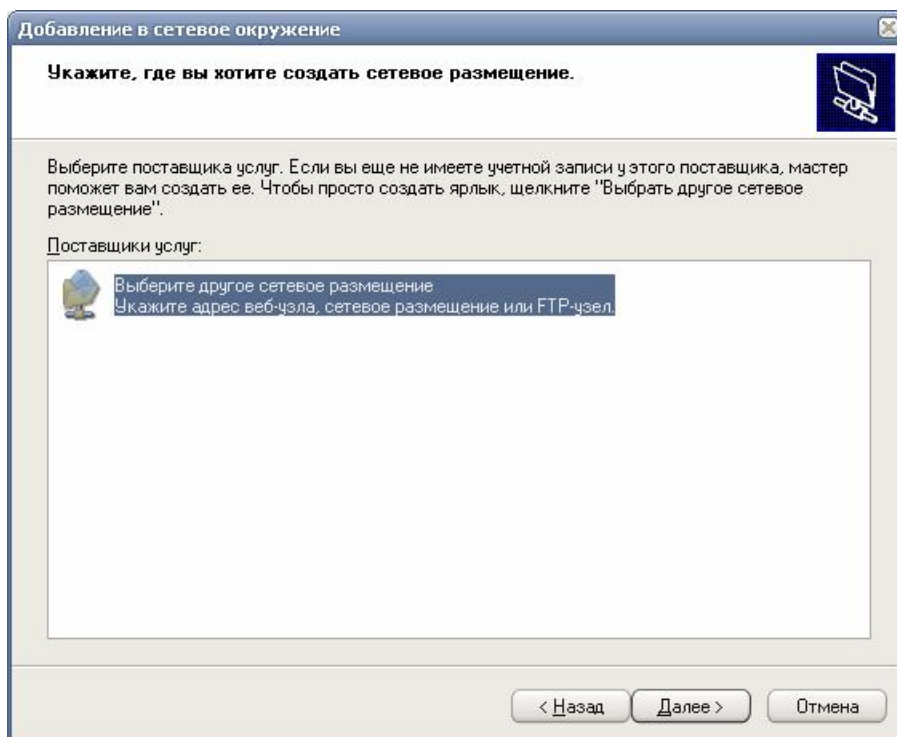 Добавление в сетевое окружение
Укажите, где вы хотите создать сетевое размещение.
Выберите поставщика услуг. Если вы еще не имеете учетной записи у этого поставщика, мастер
поможет вам создать ее. Чтобы просто создать ярлык, щелкните "Выбрать другое сетевое
размещение".
Поставщики услуг:
Выберите другое сетевое размещение
Укажите адрес веб-узла, сетевое размещение или FTP-узел.
< Назад
Далее >
Отмена